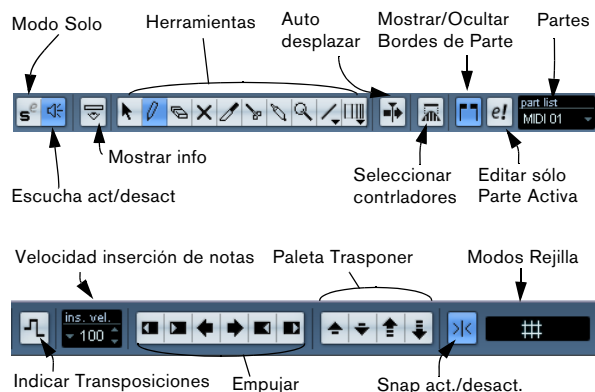 Modo Solo
Herramientas
Auto
desplazar
Mostrar/Ocultar
Bordes de Parte
Partes
s e
e!
part list
MIDI 01
Mostrar info
Escucha act/desact
Seleccionar
contrladores
Editar sólo
Parte Activa
Velocidad inserción de notas
Paleta Trasponer
Modos Rejilla
ins. vel.
100
Indicar Transposiciones
Empujar
Snap act./desact.